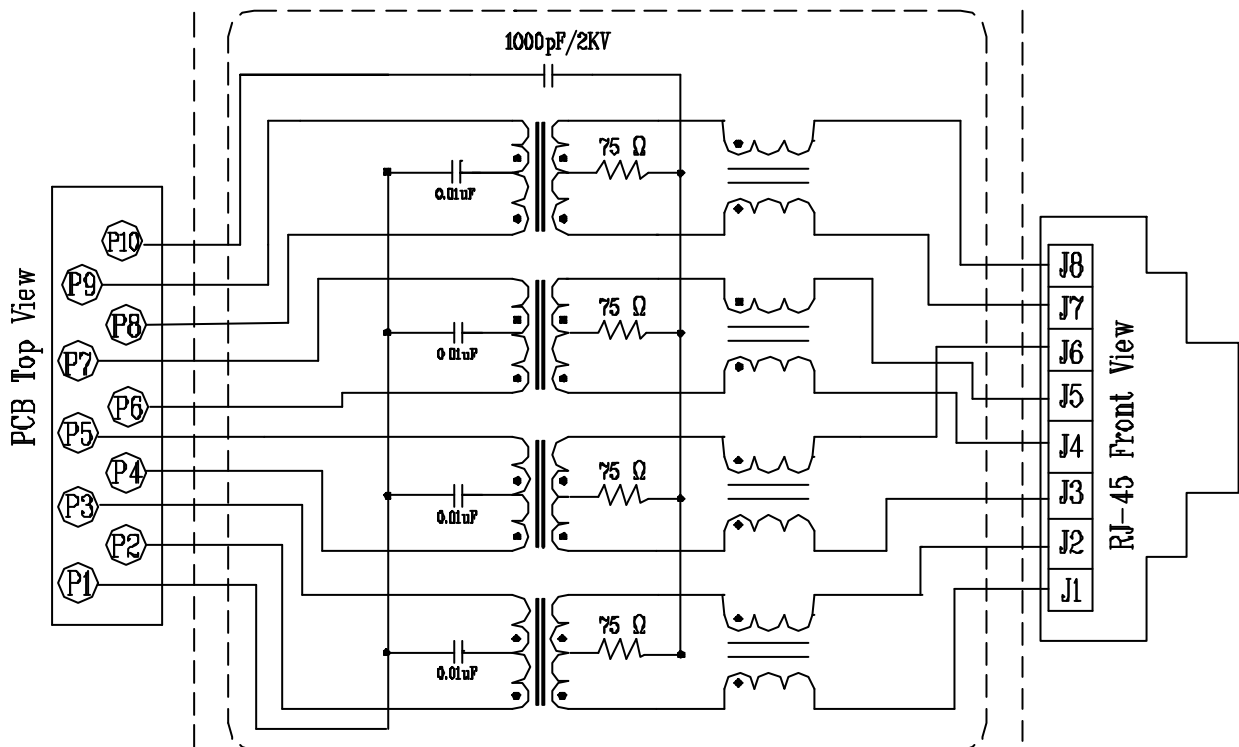 1000pF/2KV
75 Ω
0.01uF
P10
P9
P8
P7
P6
P5
P4
P3
P2
P1
PCB Top View
75 Ω
0.01uF
75 Ω
0.01uF
75 Ω
0.01uF
J8
J7
J6
J5
J4
J3
J2
J1
RJ-45 Front View